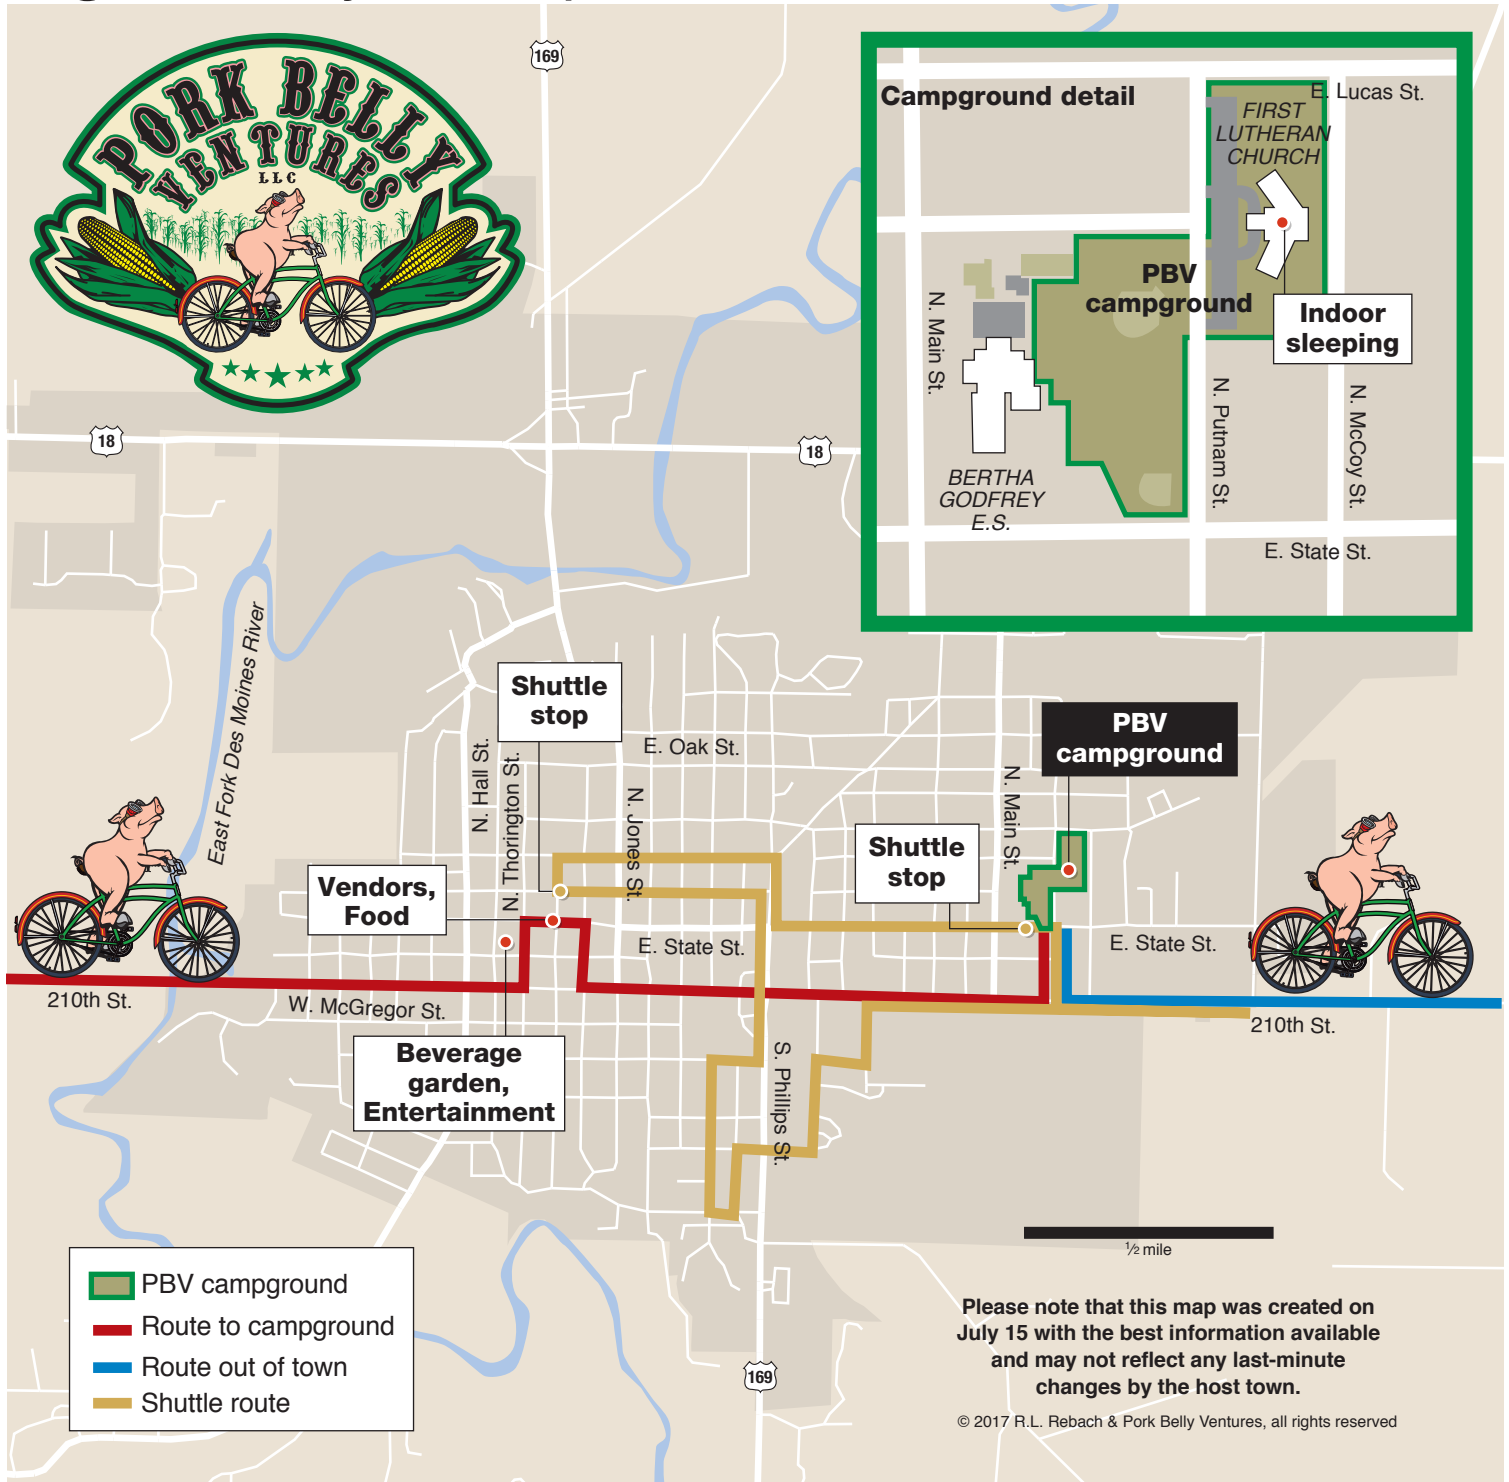 PORK BELLY
VENTURES
LLC
169
18
18
Campground detail
E. Lucas St.
FIRST
LUTHERAN
CHURCH
PBV
campground
Indoor
sleeping
N. Main St.
N. Putnam St.
N. McCoy St.
BERTHA
GODFREY
E.S.
E. State St.
East Fork Des Moines River
Shuttle
stop
N. Hall St.
N. Thorington St.
E. Oak St.
N. Jones St.
N. Main St.
PBV
campground
Shuttle
stop
Vendors,
Food
E. State St.
E. State St.
210th St.
W. McGregor St.
210th St.
Beverage
garden,
Entertainment
S. Phillips St.
½ mile
PBV campground
Route to campground
Route out of town
Shuttle route
169
Please note that this map was created on
July 15 with the best information available
and may not reflect any last-minute
changes by the host town.
© 2017 R.L. Rebach & Pork Belly Ventures, all rights reserved